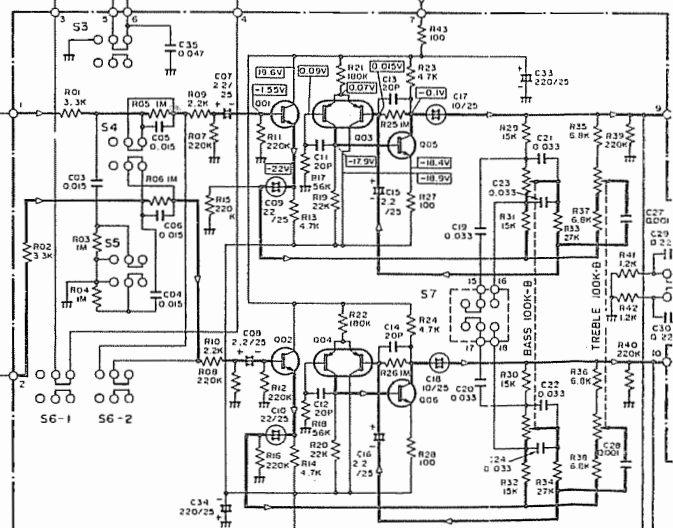 3 5 6 4 7
S3
C35
0.047
R43
100
R01
3.3K
1
R05 1M
C05
0.015
S4
R09
2.2K
C07
2.2/
25
R07
220K
19.6V
-1.55V
Q01
R11
220K
-22V
0.09V
R21
180K
0.07V
C13
20P
0.015V
R23
4.7K
-0.1V
C17
10/25
C33
220/25
R25 1M
Q03
Q05
C11
20P
-17.9V
-18.4V
-18.9V
R17
56K
R19
22K
C15
2.2
/25
R27
100
R29
15K
C21
0.033
R35
6.8K
R39
220K
9
C03
0.015
R06 1M
C06
0.015
R15
220
K
C09
22
/25
R13
4.7K
C23
0.033
C19
0.033
R31
15K
R33
27K
R37
6.8K
C27
0.001
C29
0.22
R02
3.3K
R03
1M
S5
R04
1M
C04
0.015
S7
15 16
17 18
BASS 100K-B
TREBLE 100K-B
R41
1.2K
R42
1.2K
C30
0.22
R22
180K
C14
20P
R24
4.7K
R10
2.2K
C08
2.2/25
Q02
Q04
R26 1M
C18
10/25
R40
220K
10
2
R08
220K
R12
220K
C10
22/25
C12
20P
R18
56K
Q06
C20
0.033
R30
15K
C22
0.033
R36
6.8K
S6-1
S6-2
R16
220K
R14
4.7K
R20
22K
C16
2.2
/25
R28
100
C24
0.033
R32
15K
R34
27K
R38
6.8K
C28
0.001
C34
220/25